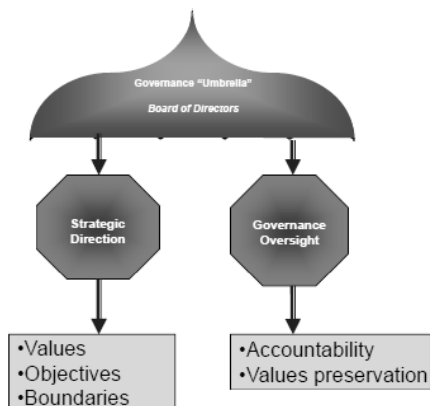 Governance "Umbrella"
Board of Directors
Strategic
Direction
Governance
Oversight
•Values
•Objectives
•Boundaries
•Accountability
•Values preservation